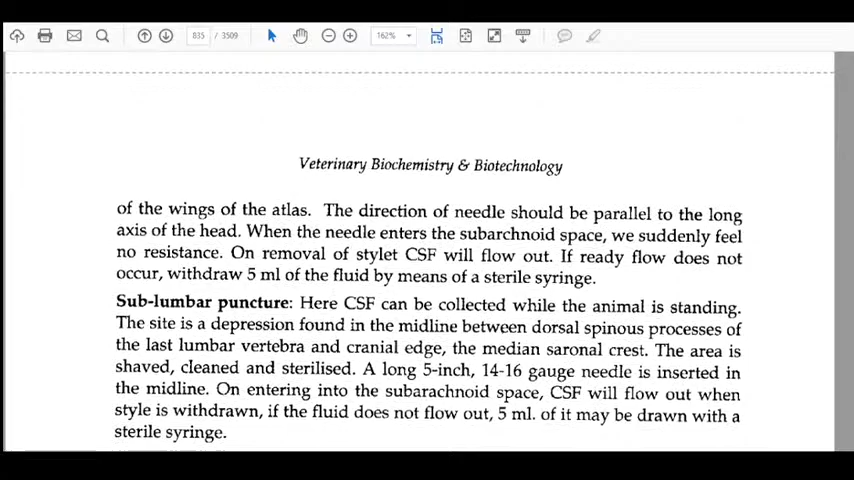 835 / 3509
162%
Veterinary Biochemistry & Biotechnology
of the wings of the atlas. The direction of needle should be parallel to the long
axis of the head. When the needle enters the subarchnoid space, we suddenly feel
no resistance. On removal of stylet CSF will flow out. If ready flow does not
occur, withdraw 5 ml of the fluid by means of a sterile syringe.
Sub-lumbar puncture: Here CSF can be collected while the animal is standing.
The site is a depression found in the midline between dorsal spinous processes of
the last lumbar vertebra and cranial edge, the median saronal crest. The area is
shaved, cleaned and sterilised. A long 5-inch, 14-16 gauge needle is inserted in
the midline. On entering into the subarachnoid space, CSF will flow out when
style is withdrawn, if the fluid does not flow out, 5 ml. of it may be drawn with a
sterile syringe.